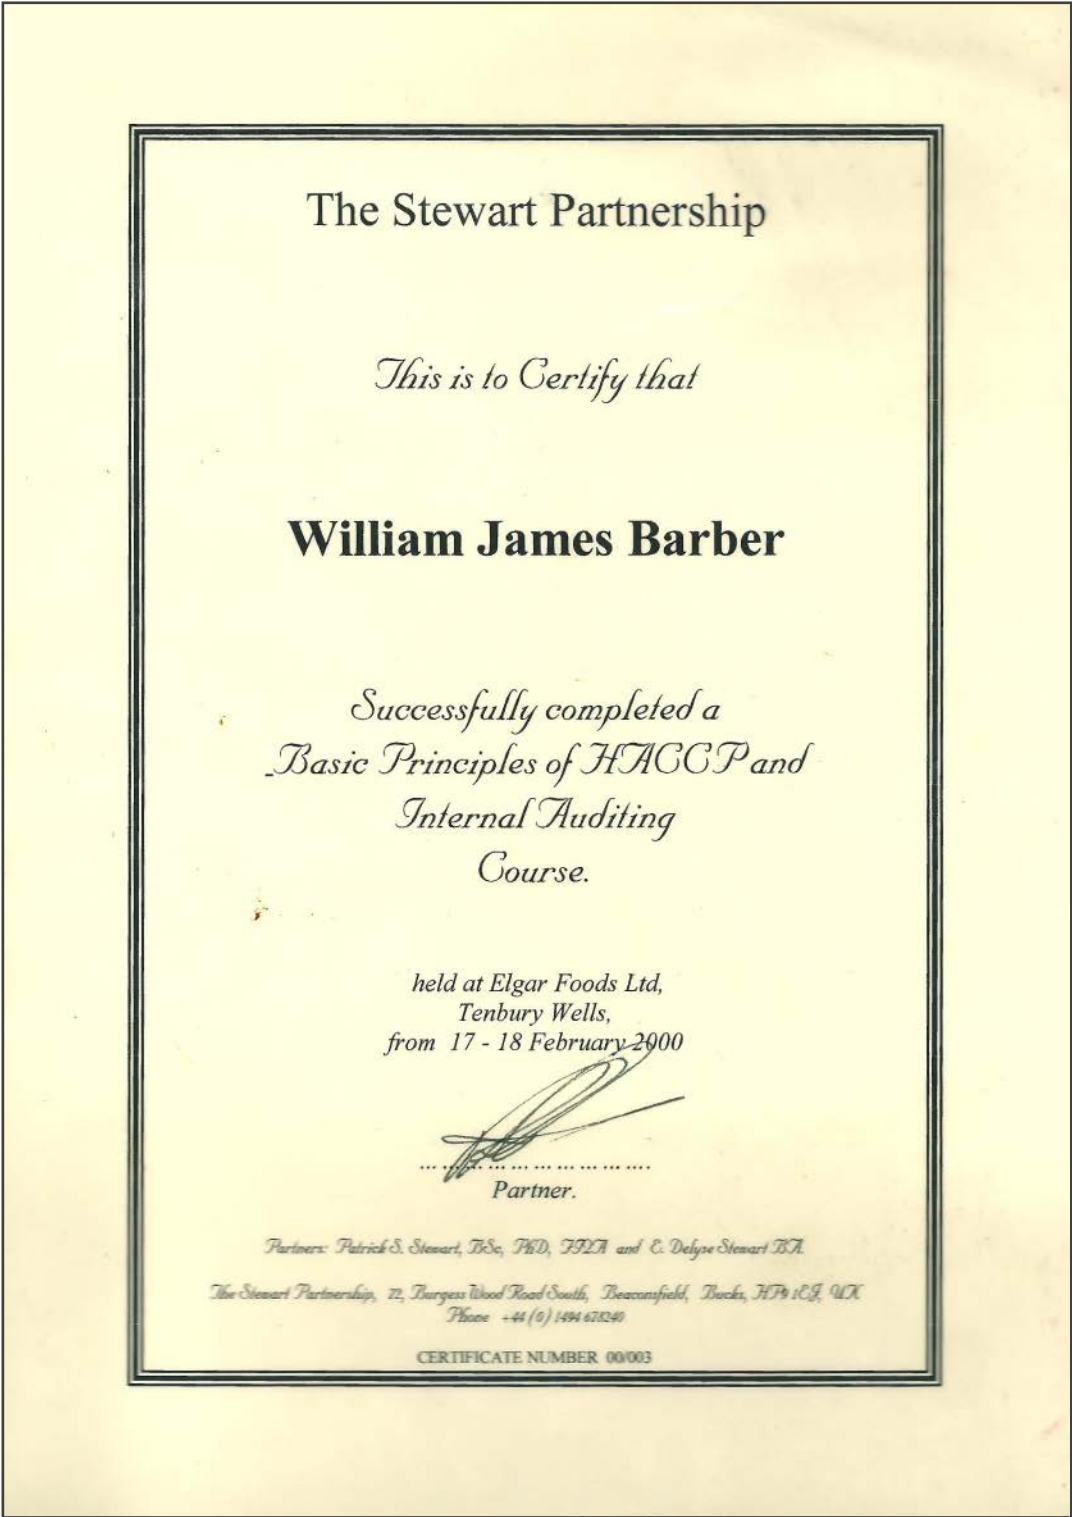 The Stewart Partnership
This is to Certify that
William James Barber
Successfully completed a
Basic Principles of HACCP and
Internal Auditing
Course.
held at Elgar Foods Ltd,
Tenbury Wells,
from 17 - 18 February 2000
Partner.
Partners: Patrick S. Stewart, BSc, PhD, and E. Delyse Stewart BA
The Stewart Partnership, 72, Burgess Wood Road South, Beaconsfield, Bucks, HP9 1EJ, UK
Phone +44 (0) 1494 678240
CERTIFICATE NUMBER 00/003